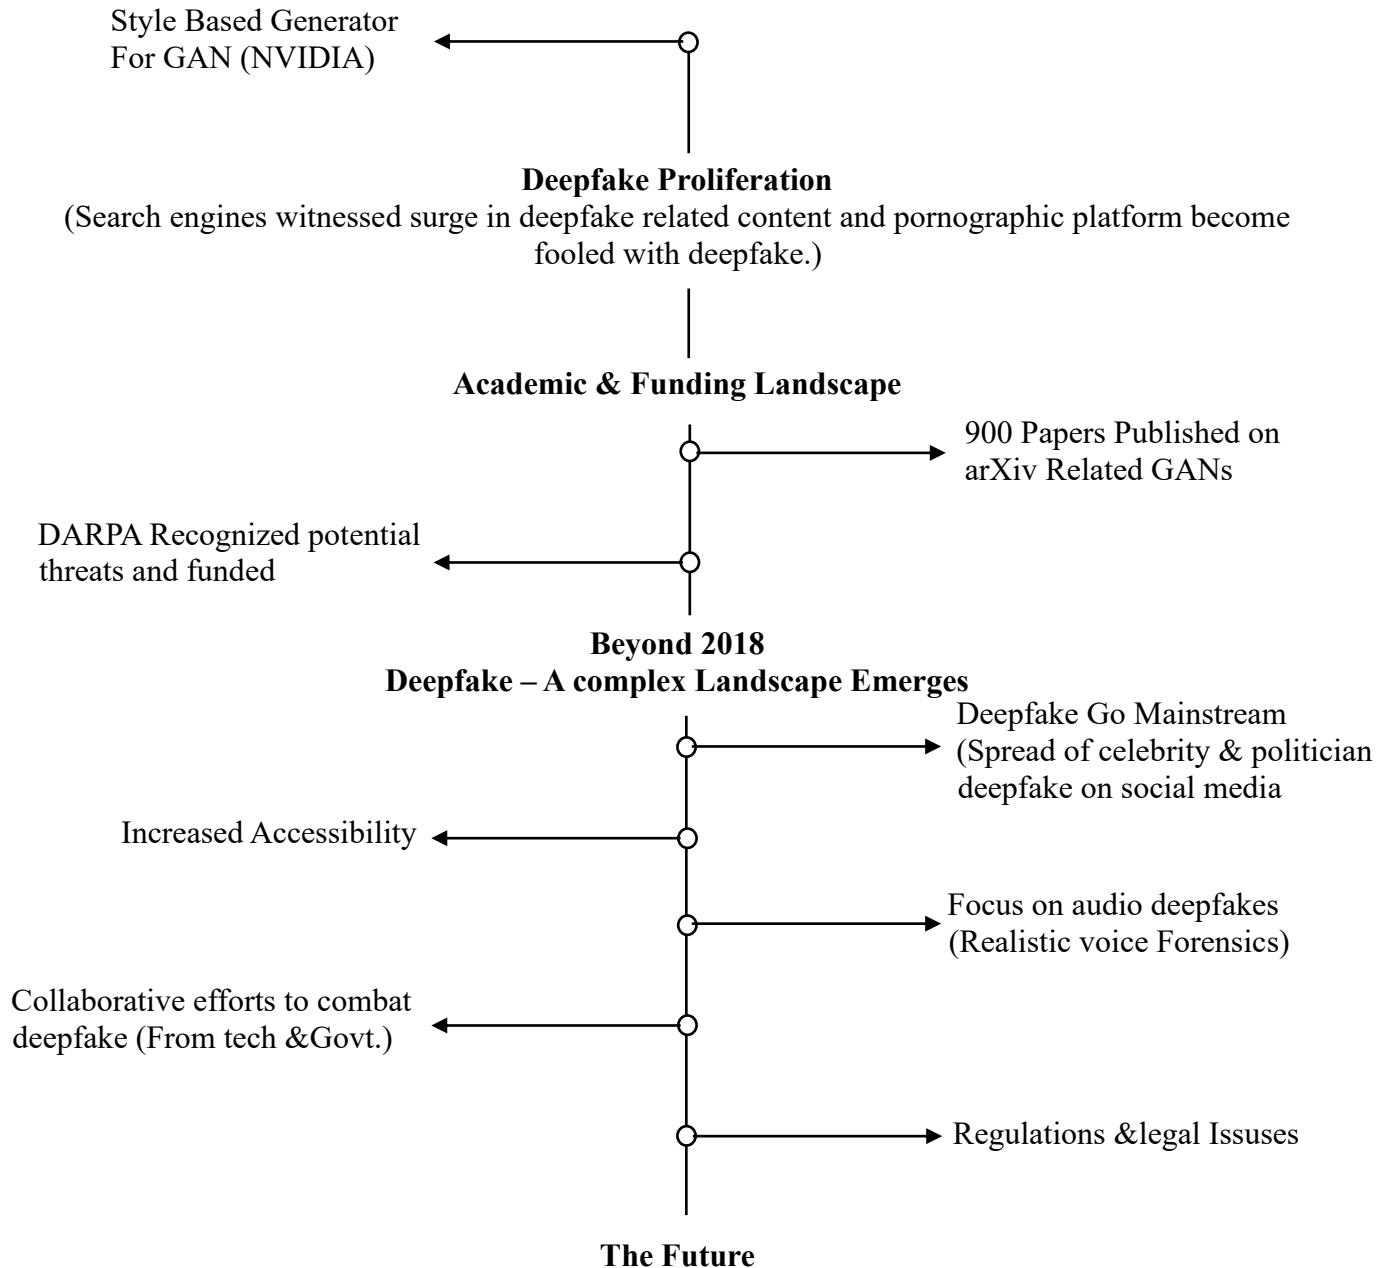 Style Based Generator
For GAN (NVIDIA)
Deepfake Proliferation
(Search engines witnessed surge in deepfake related content and pornographic platform become
fooled with deepfake.)
Academic & Funding Landscape
900 Papers Published on
arXiv Related GANs
DARPA Recognized potential
threats and funded
Beyond 2018
Deepfake – A complex Landscape Emerges
Deepfake Go Mainstream
(Spread of celebrity & politician
deepfake on social media
Increased Accessibility
Focus on audio deepfakes
(Realistic voice Forensics)
Collaborative efforts to combat
deepfake (From tech &Govt.)
Regulations &legal Issuses
The Future